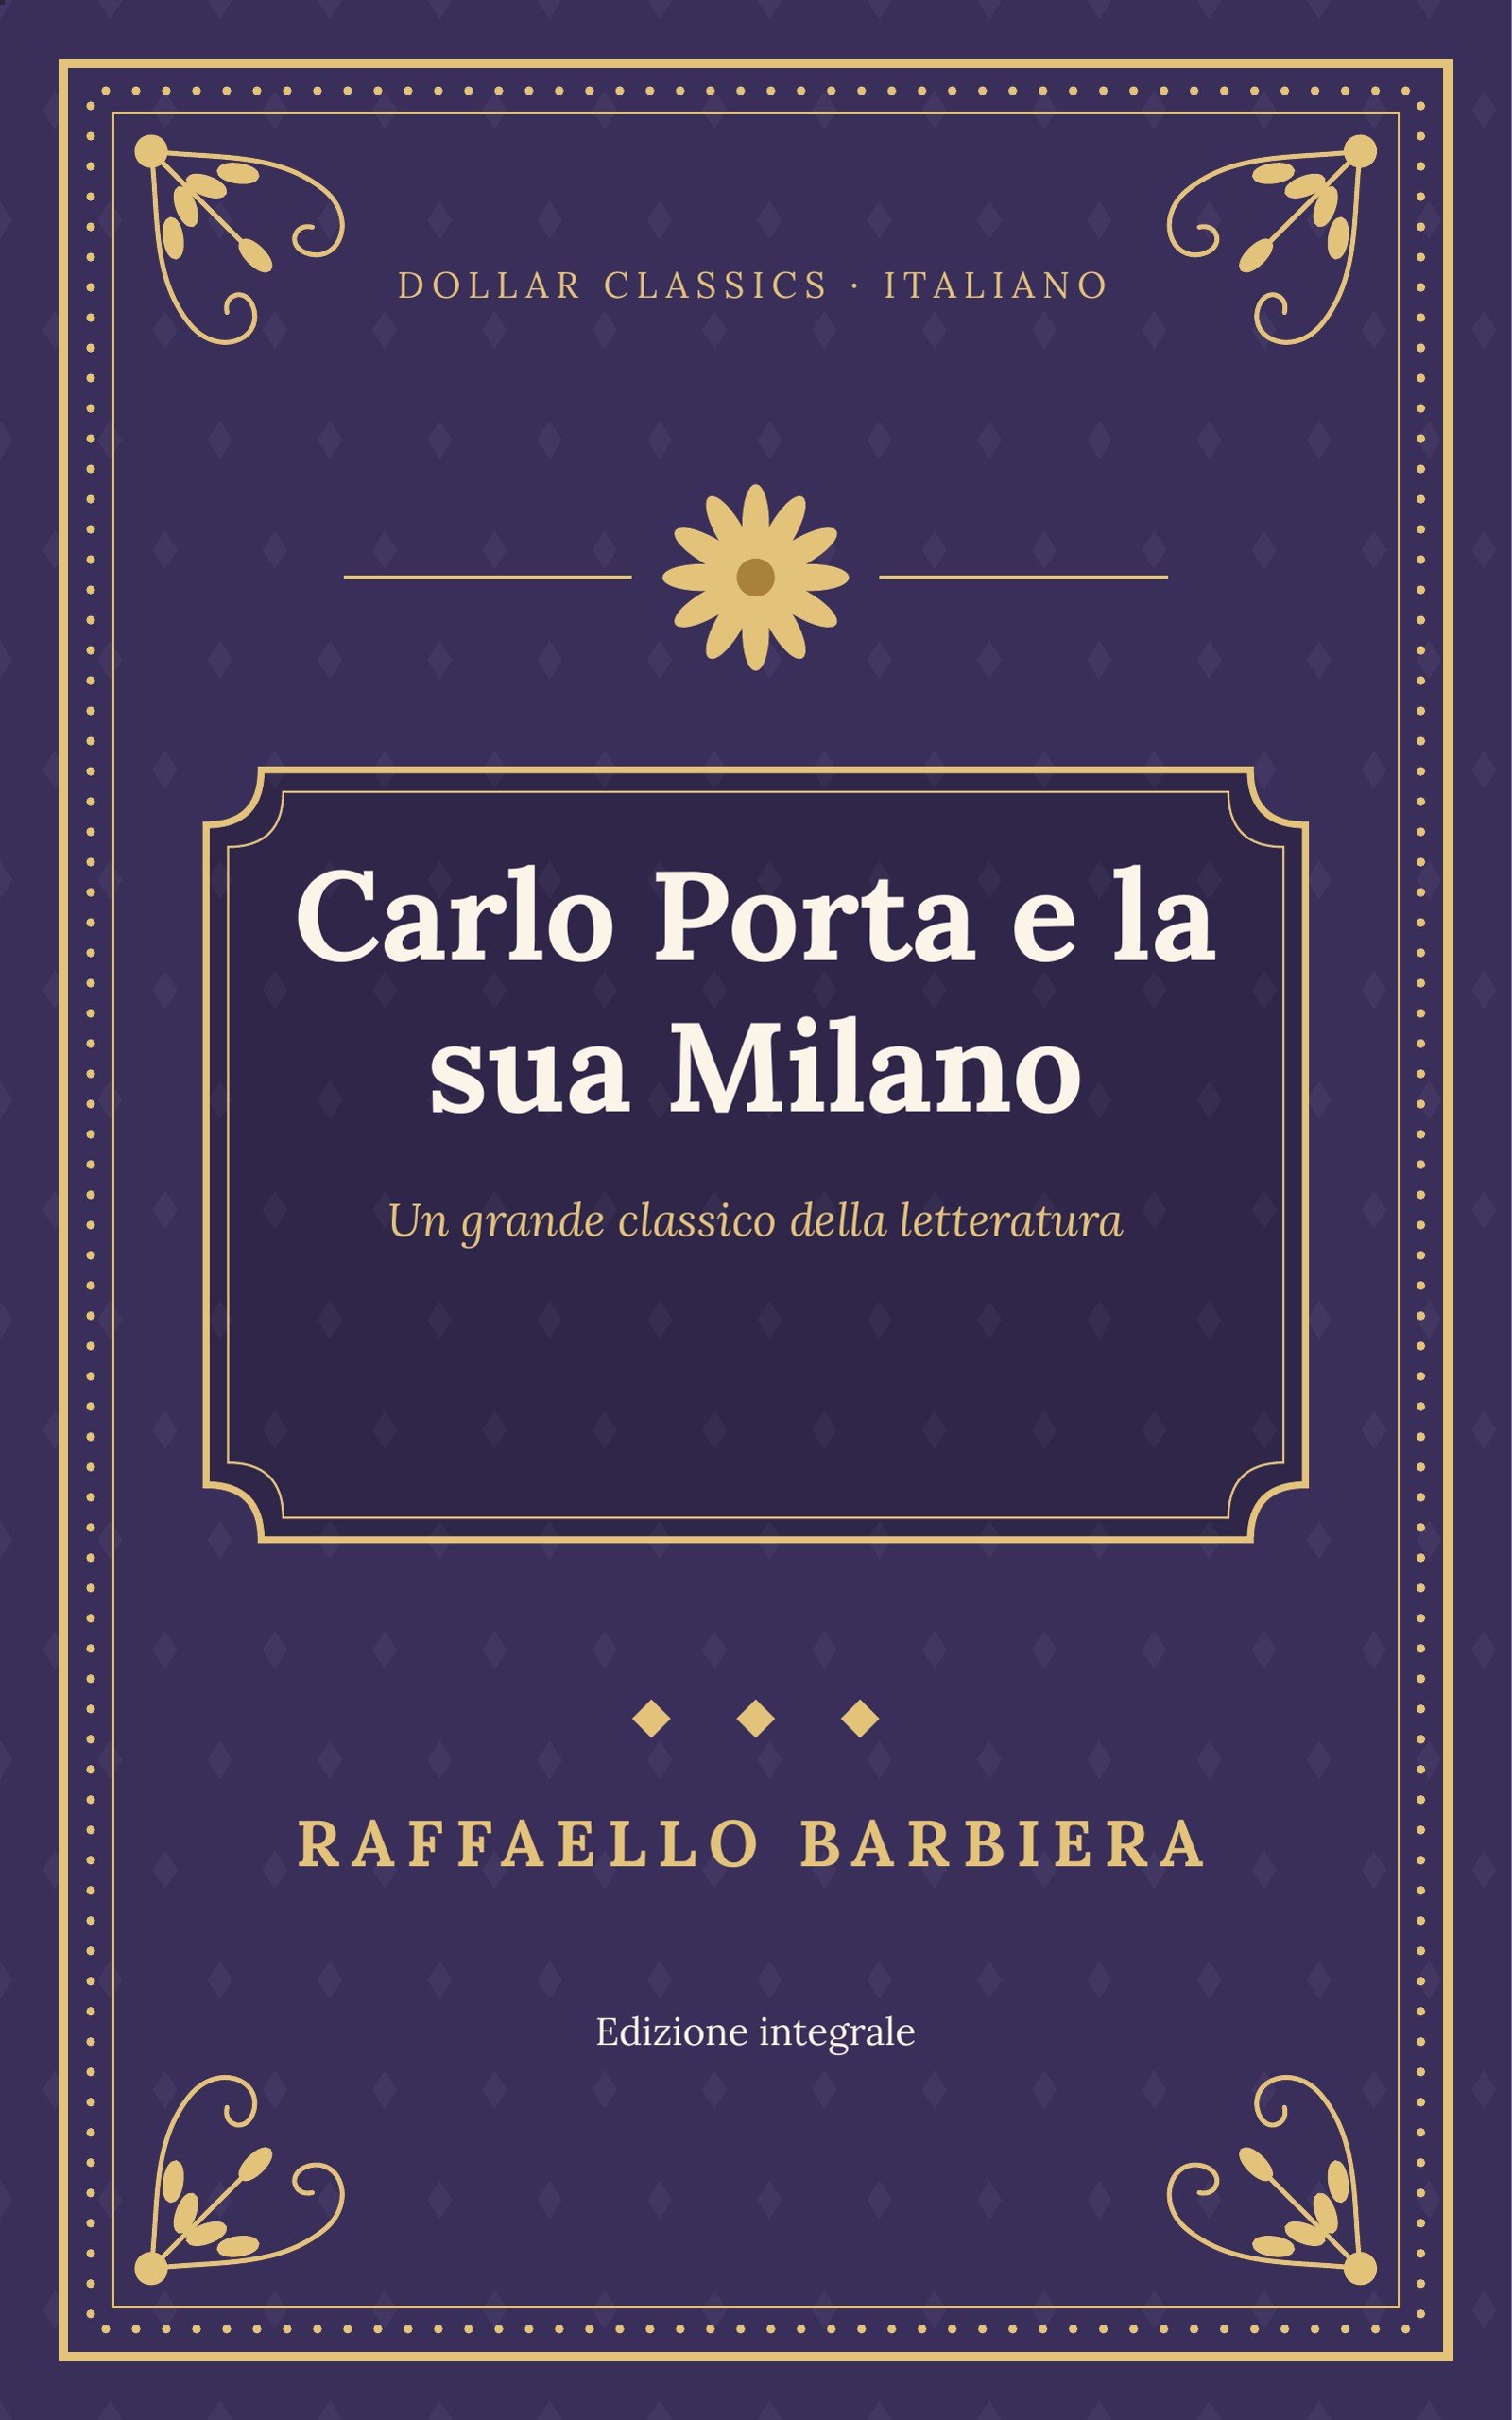 DOLLAR CLASSICS · ITALIANO
Carlo Porta e la
sua Milano
Un grande classico della letteratura
RAFFAELLO BARBIERA
Edizione integrale